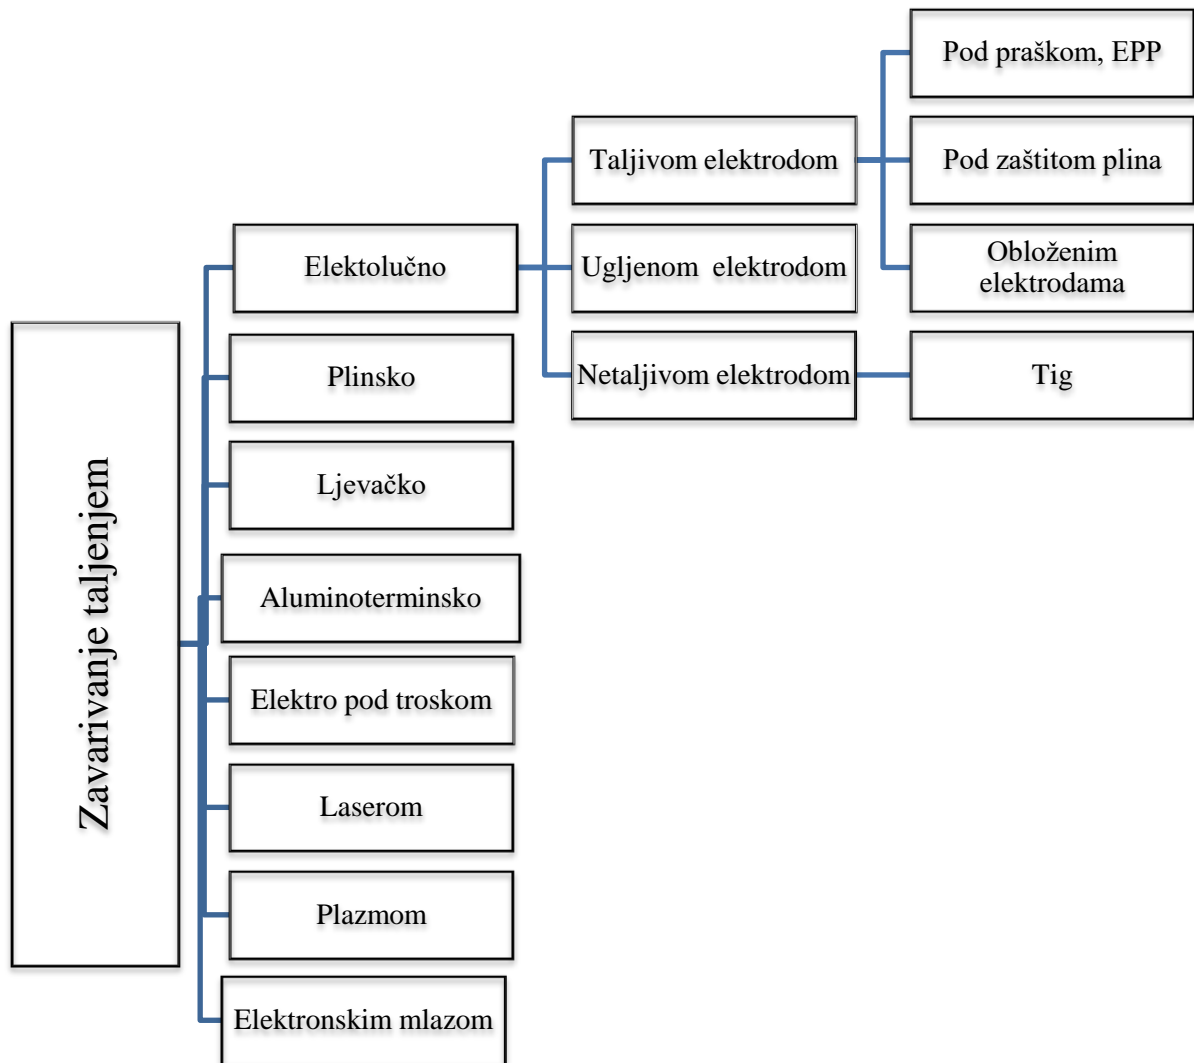 Zavarivanje taljenjem
Elektolučno
Taljivom elektrodom
Pod praškom, EPP
Pod zaštitom plina
Obloženim
elektrodama
Ugljenom elektrodom
Netaljivom elektrodom
Tig
Plinsko
Ljevačko
Aluminoterminsko
Elektro pod troskom
Laserom
Plazmom
Elektronskim mlazom